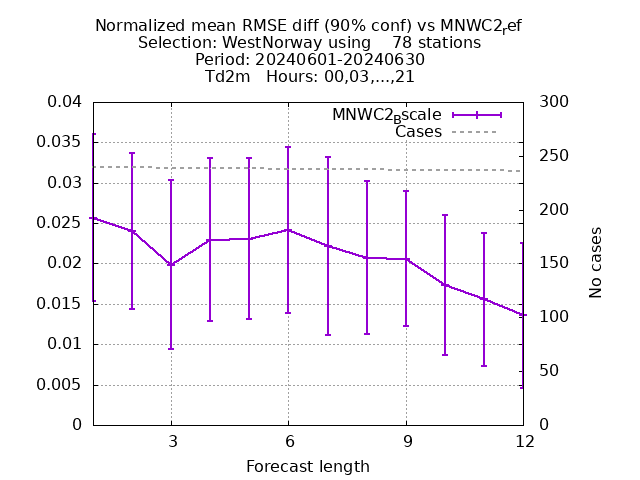 Normalized mean RMSE diff (90% conf) vs MNWC2ref
Selection: WestNorway using    78 stations
Period: 20240601-20240630
Td2m   Hours: 00,03,...,21
MNWC2Bscale
Cases
0.04
0.035
0.03
0.025
0.02
0.015
0.01
0.005
0
300
250
200
150
100
50
0
No cases
3 6 9 12
Forecast length